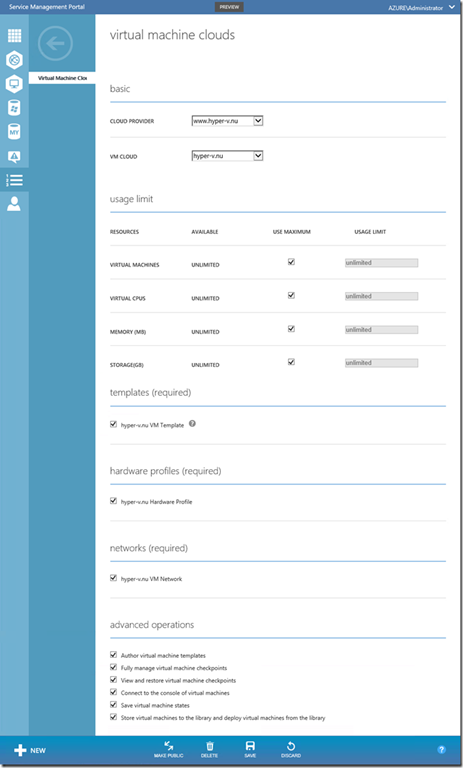 Service Management Portal PREVIEW AZURE\Administrator
virtual machine clouds
Virtual Machine Clou
basic
CLOUD PROVIDER www.hyper-v.nu
VM CLOUD hyper-v.nu
usage limit
RESOURCES AVAILABLE USE MAXIMUM USAGE LIMIT
VIRTUAL MACHINES UNLIMITED unlimited
VIRTUAL CPUS UNLIMITED unlimited
MEMORY (MB) UNLIMITED unlimited
STORAGE(GB) UNLIMITED unlimited
templates (required)
hyper-v.nu VM Template ?
hardware profiles (required)
hyper-v.nu Hardware Profile
networks (required)
hyper-v.nu VM Network
advanced operations
Author virtual machine templates
Fully manage virtual machine checkpoints
View and restore virtual machine checkpoints
Connect to the console of virtual machines
Save virtual machine states
Store virtual machines to the library and deploy virtual machines from the library
NEW MAKE PUBLIC DELETE SAVE DISCARD ?
MY